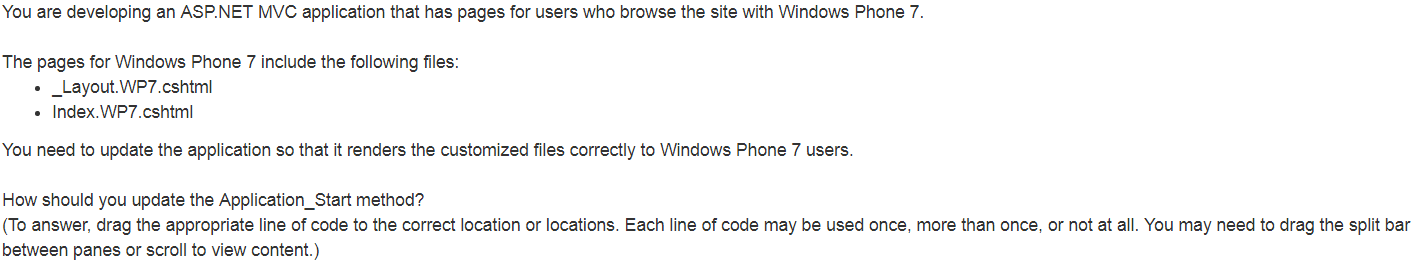 You are developing an ASP.NET MVC application that has pages for users who browse the site with Windows Phone 7.
The pages for Windows Phone 7 include the following files:
• _Layout.WP7.cshtml
• Index.WP7.cshtml
You need to update the application so that it renders the customized files correctly to Windows Phone 7 users.
How should you update the Application_Start method?
(To answer, drag the appropriate line of code to the correct location or locations. Each line of code may be used once, more than once, or not at all. You may need to drag the split bar
between panes or scroll to view content.)